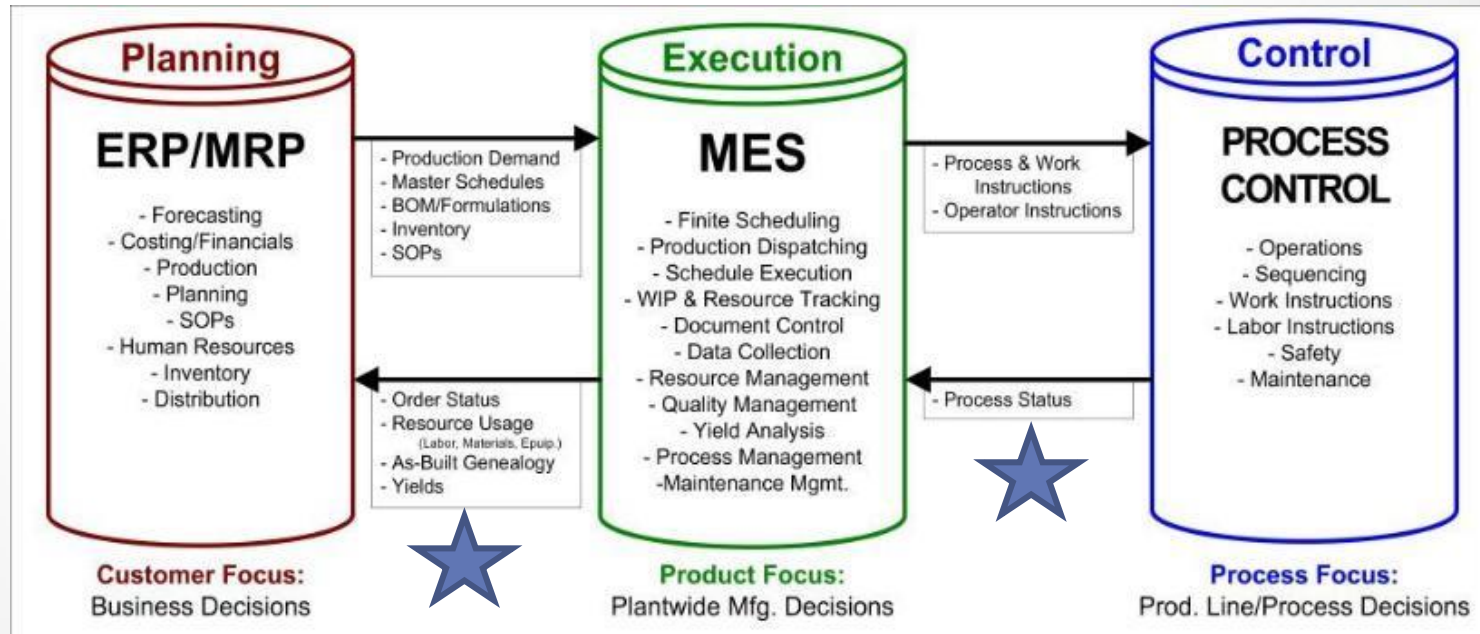 Planning
ERP/MRP
- Forecasting
- Costing/Financials
- Production
- Planning
- SOPs
- Human Resources
- Inventory
- Distribution
Customer Focus:
Business Decisions
- Production Demand
- Master Schedules
- BOM/Formulations
- Inventory
- SOPs
- Order Status
- Resource Usage
(Labor, Materials, Epuip.)
- As-Built Genealogy
- Yields
Execution
MES
- Finite Scheduling
- Production Dispatching
- Schedule Execution
- WIP & Resource Tracking
- Document Control
- Data Collection
- Resource Management
- Quality Management
- Yield Analysis
- Process Management
-Maintenance Mgmt.
Product Focus:
Plantwide Mfg. Decisions
- Process & Work
Instructions
- Operator Instructions
- Process Status
Control
PROCESS
CONTROL
- Operations
- Sequencing
- Work Instructions
- Labor Instructions
- Safety
- Maintenance
Process Focus:
Prod. Line/Process Decisions